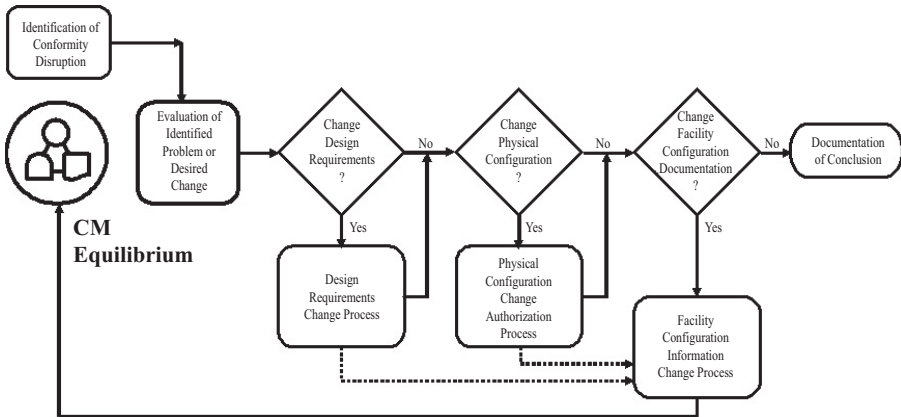 Identification of
Conformity
Disruption
Evaluation of
Identified
Problem or
Desired
Change
Change
Design
Requirements
?
No
Yes
Design
Requirements
Change Process
Change
Physical
Configuration
?
No
Yes
Physical
Configuration
Change
Authorization
Process
Change
Facility
Configuration
Documentation
?
No
Yes
Documentation
of Conclusion
Facility
Configuration
Information
Change Process
CM
Equilibrium